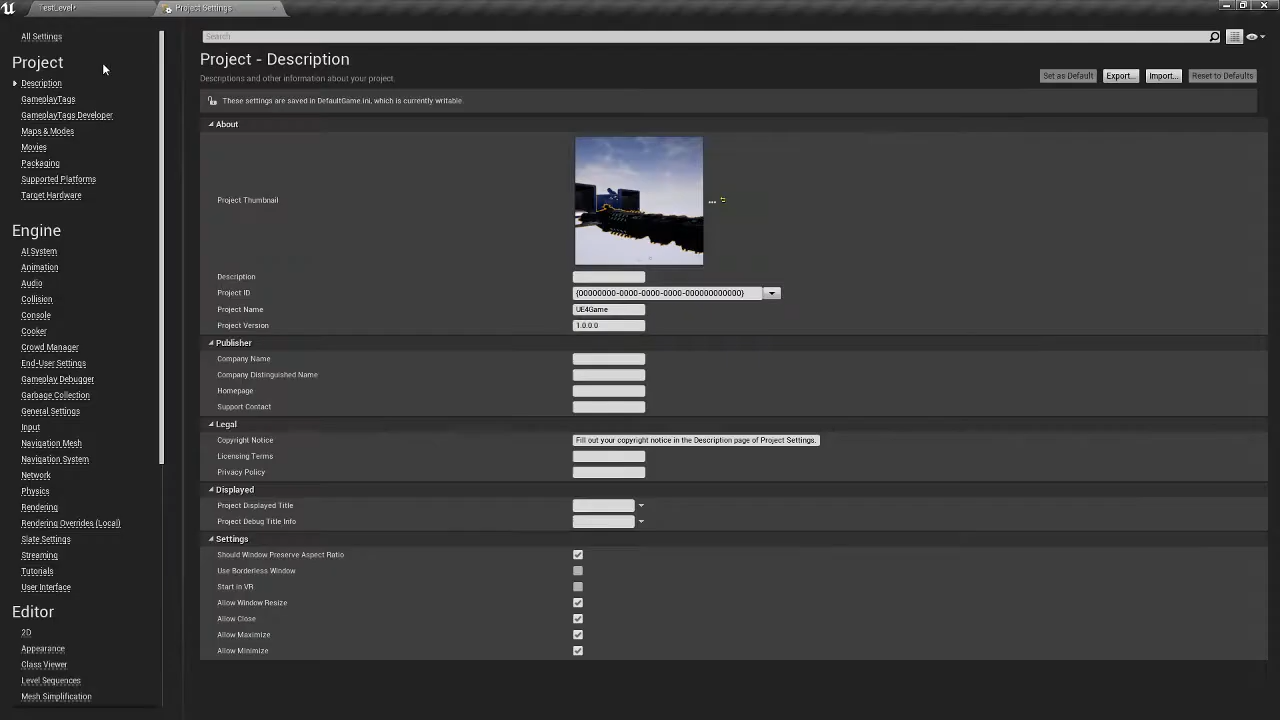 TestLevel*
Project Settings
All Settings
Project
Description
GameplayTags
GameplayTags Developer
Maps & Modes
Movies
Packaging
Supported Platforms
Target Hardware
Engine
AI System
Animation
Audio
Collision
Console
Cooker
Crowd Manager
End-User Settings
Gameplay Debugger
Garbage Collection
General Settings
Input
Navigation Mesh
Navigation System
Network
Physics
Rendering
Rendering Overrides (Local)
Slate Settings
Streaming
Tutorials
User Interface
Editor
2D
Appearance
Class Viewer
Level Sequences
Mesh Simplification
Search
Project - Description
Descriptions and other information about your project.
Set as Default
Export...
Import...
Reset to Defaults
These settings are saved in DefaultGame.ini, which is currently writable.
About
Project Thumbnail
Description
Project ID
{00000000-0000-0000-0000-000000000000}
Project Name
UE4Game
Project Version
1.0.0.0
Publisher
Company Name
Company Distinguished Name
Homepage
Support Contact
Legal
Copyright Notice
Fill out your copyright notice in the Description page of Project Settings.
Licensing Terms
Privacy Policy
Displayed
Project Displayed Title
Project Debug Title Info
Settings
Should Window Preserve Aspect Ratio
Use Borderless Window
Start in VR
Allow Window Resize
Allow Close
Allow Maximize
Allow Minimize